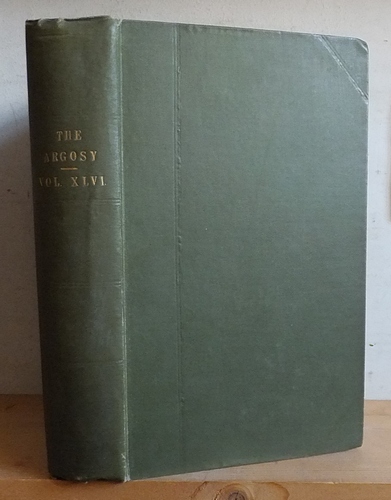 THE
ARGOSY
VOL. XLVI.